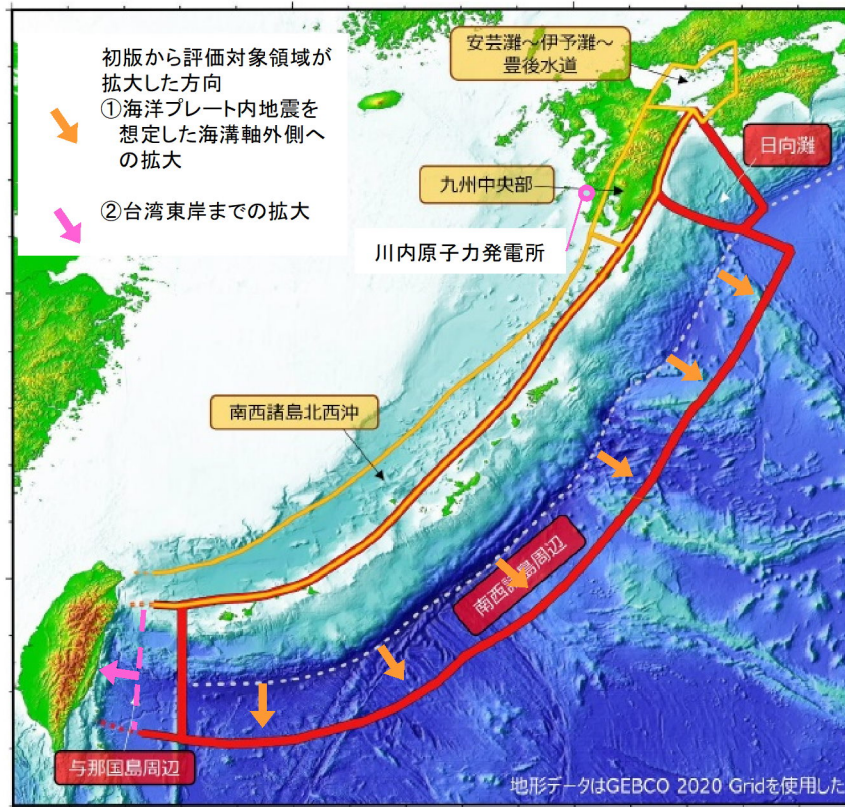 初版から評価対象領域が
拡大した方向
①海洋プレート内地震を
想定した海溝軸外側へ
の拡大
②台湾東岸までの拡大
安芸灘～伊予灘～
豊後水道
日向灘
九州中央部
川内原子力発電所
南西諸島北西沖
南西諸島周辺
与那国島周辺
地形データはGEBCO 2020 Gridを使用した